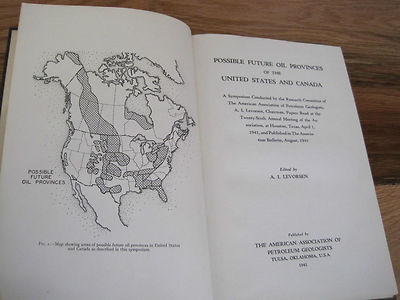 POSSIBLE
FUTURE
OIL PROVINCES
FIG. 1.—Map showing areas of possible future oil provinces in United States
and Canada as described in this symposium.
POSSIBLE FUTURE OIL PROVINCES
OF THE
UNITED STATES AND CANADA
A Symposium Conducted by the Research Committee of
The American Association of Petroleum Geologists,
A. I. Levorsen, Chairman. Papers Read at the
Twenty-Sixth Annual Meeting of the As-
sociation, at Houston, Texas, April 1,
1941, and Published in The Associa-
tion Bulletin, August, 1941
Edited by
A. I. LEVORSEN
Published by
THE AMERICAN ASSOCIATION OF
PETROLEUM GEOLOGISTS
TULSA, OKLAHOMA, U.S.A.
1941